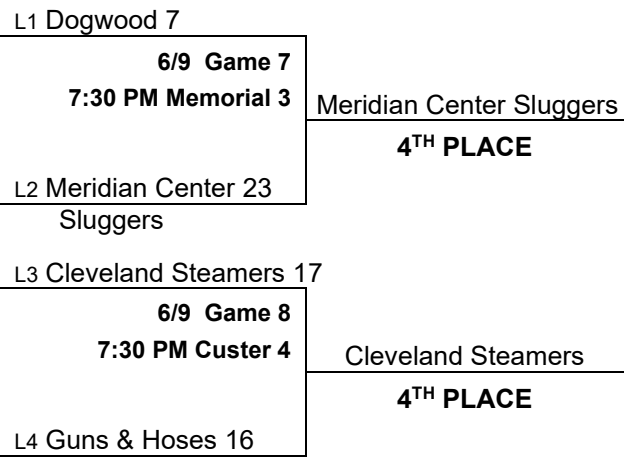 L1 Dogwood 7
6/9 Game 7
7:30 PM Memorial 3
Meridian Center Sluggers
4TH PLACE
L2 Meridian Center 23
Sluggers
L3 Cleveland Steamers 17
6/9 Game 8
7:30 PM Custer 4
Cleveland Steamers
4TH PLACE
L4 Guns & Hoses 16